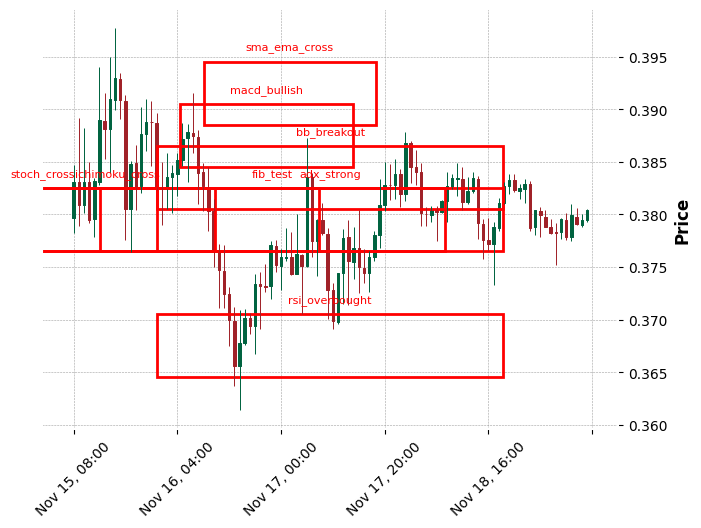 sma_ema_cross
macd_bullish
bb_breakout
fib_test
adx_strong
rsi_overbought
0.395
0.390
0.385
0.380
0.375
0.370
0.365
0.360
Price
Nov 15, 08:00
Nov 16, 04:00
Nov 17, 00:00
Nov 17, 20:00
Nov 18, 16:00